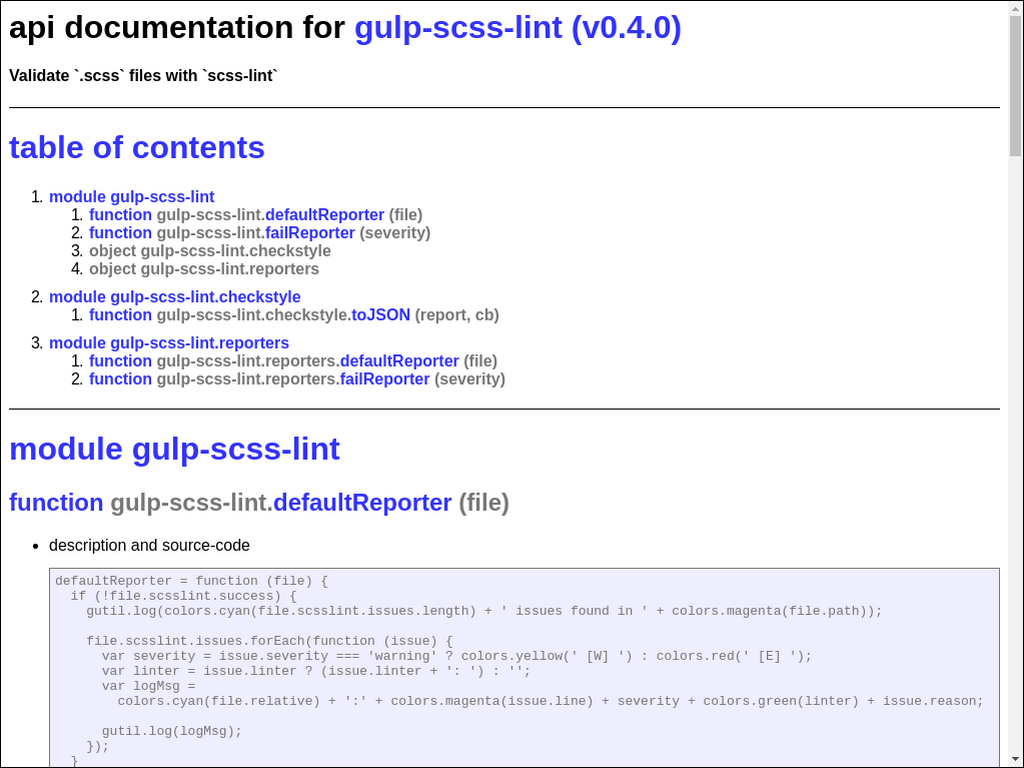 api documentation for gulp-scss-lint (v0.4.0)
Validate `.scss` files with `scss-lint`
table of contents
1. module gulp-scss-lint
1. function gulp-scss-lint.defaultReporter (file)
2. function gulp-scss-lint.failReporter (severity)
3. object gulp-scss-lint.checkstyle
4. object gulp-scss-lint.reporters
2. module gulp-scss-lint.checkstyle
1. function gulp-scss-lint.checkstyle.toJSON (report, cb)
3. module gulp-scss-lint.reporters
1. function gulp-scss-lint.reporters.defaultReporter (file)
2. function gulp-scss-lint.reporters.failReporter (severity)
module gulp-scss-lint
function gulp-scss-lint.defaultReporter (file)
• description and source-code
defaultReporter = function (file) {
  if (!file.scsslint.success) {
    gutil.log(colors.cyan(file.scsslint.issues.length) + ' issues found in ' + colors.magenta(file.path));
    file.scsslint.issues.forEach(function (issue) {
      var severity = issue.severity === 'warning' ? colors.yellow(' [W] ') : colors.red(' [E] ');
      var linter = issue.linter ? (issue.linter + ': ') : '';
      var logMsg =
        colors.cyan(file.relative) + ':' + colors.magenta(issue.line) + severity + colors.green(linter) + issue.reason;
      gutil.log(logMsg);
    });
  }